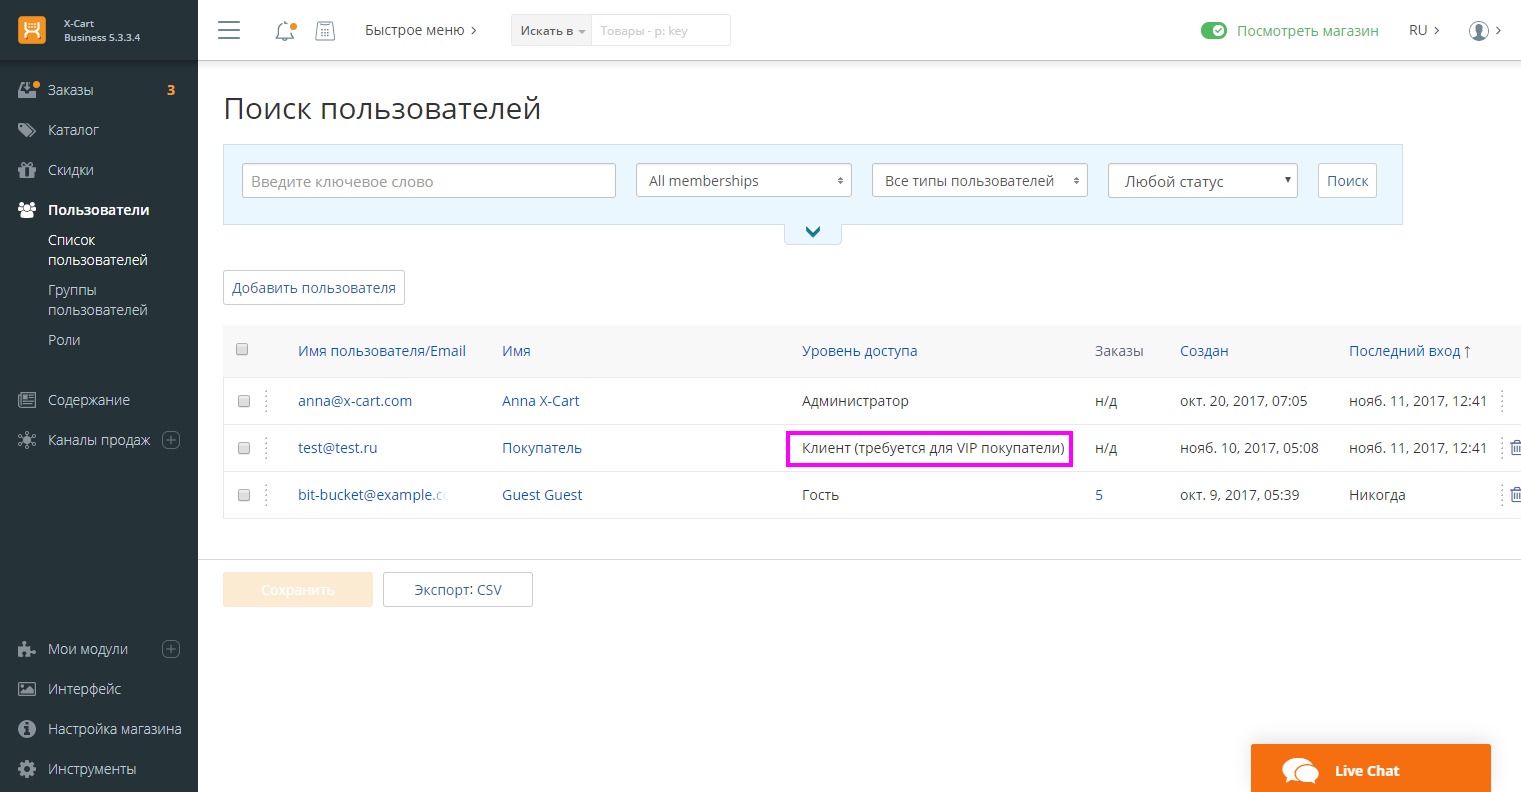 X-Cart
Business 5.3.3.4
Быстрое меню
Искать в
Товары - p: key
Посмотреть магазин
RU
Заказы 3
Каталог
Скидки
Пользователи
Список
пользователей
Группы
пользователей
Роли
Содержание
Каналы продаж
Мои модули
Интерфейс
Настройка магазина
Инструменты
Поиск пользователей
Введите ключевое слово
All memberships
Все типы пользователей
Любой статус
Поиск
Добавить пользователя
Имя пользователя/Email Имя Уровень доступа Заказы Создан Последний вход ↑
anna@x-cart.com Anna X-Cart Администратор н/д окт. 20, 2017, 07:05 нояб. 11, 2017, 12:41
test@test.ru Покупатель Клиент (требуется для VIP покупатели) н/д нояб. 10, 2017, 05:08 нояб. 11, 2017, 12:41
bit-bucket@example.co Guest Guest Гость 5 окт. 9, 2017, 05:39 Никогда
Сохранить
Экспорт: CSV
Live Chat